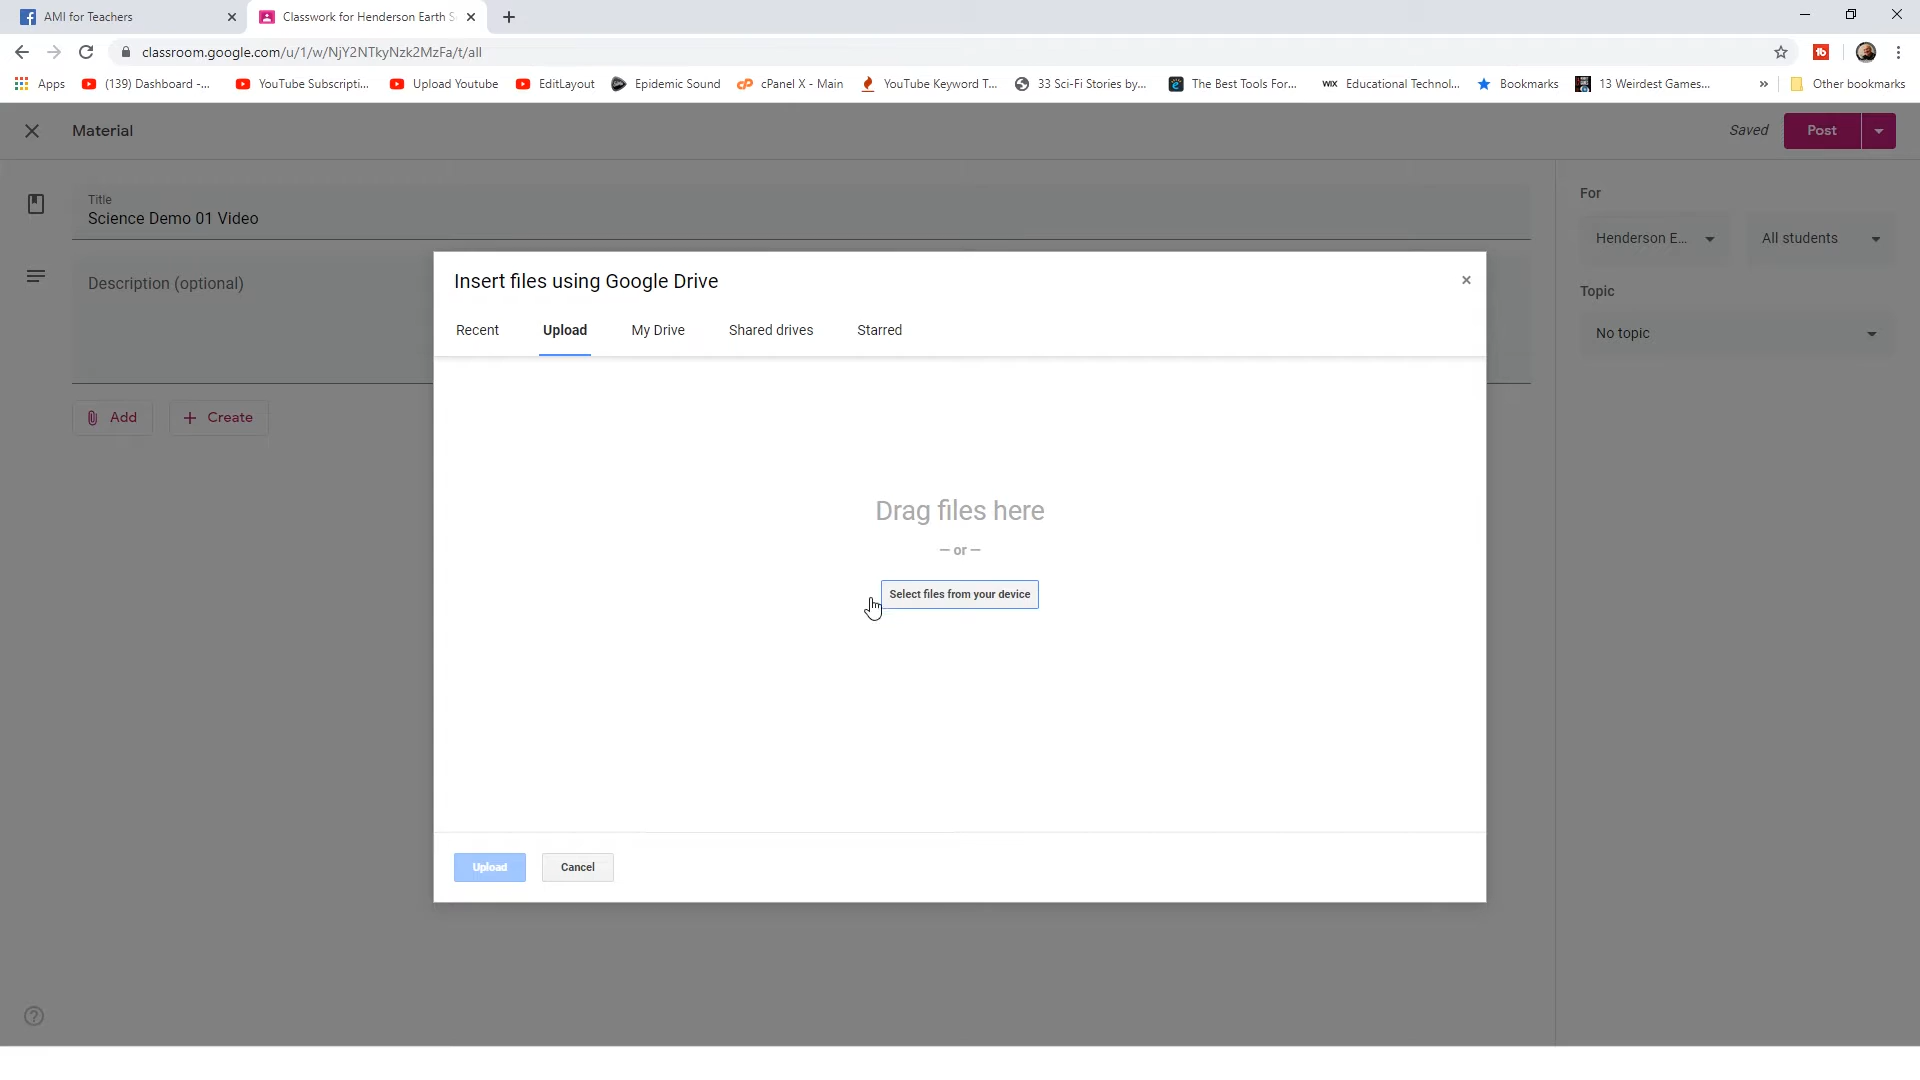 AMI for Teachers
Classwork for Henderson Earth S
classroom.google.com/u/1/w/NjY2NTkyNzk2MzFa/t/all
Apps
(139) Dashboard -...
YouTube Subscripti...
Upload Youtube
EditLayout
Epidemic Sound
cPanel X - Main
YouTube Keyword T...
33 Sci-Fi Stories by...
The Best Tools For...
WIX
Educational Technol...
Bookmarks
13 Weirdest Games...
»
Other bookmarks
Material
Saved
Post
Title
Science Demo 01 Video
Description (optional)
Add
Create
For
Henderson E...
All students
Topic
No topic
Insert files using Google Drive
Recent
Upload
My Drive
Shared drives
Starred
Drag files here
— or —
Select files from your device
Upload
Cancel